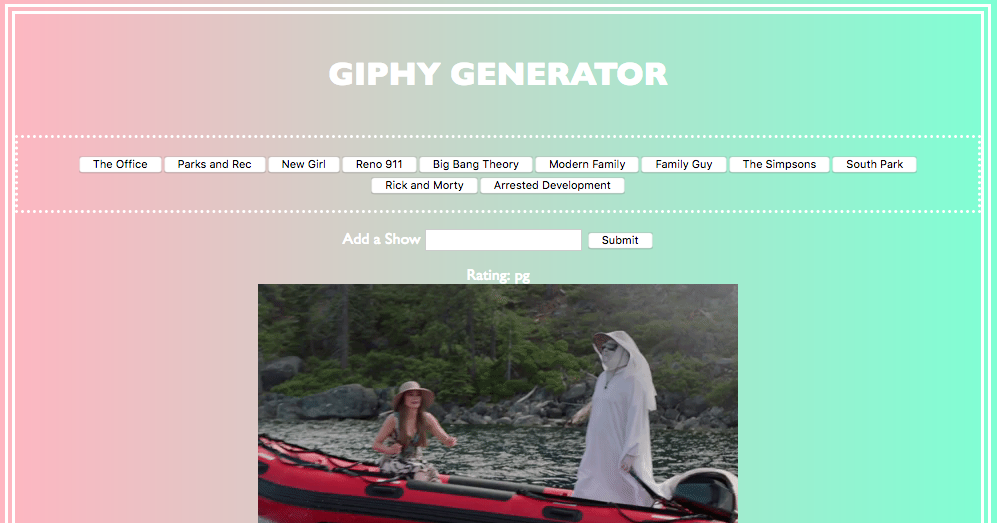 GIPHY GENERATOR
The Office Parks and Rec New Girl Reno 911 Big Bang Theory Modern Family Family Guy The Simpsons South Park
Rick and Morty Arrested Development
Add a Show Submit
Rating: pg